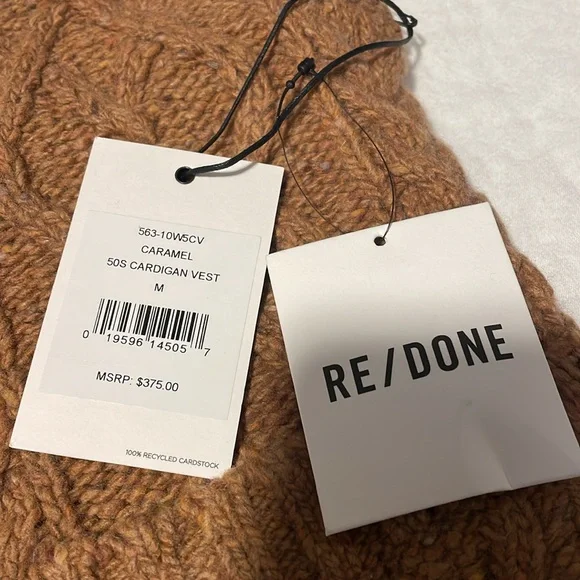 563-10W5CV
CARAMEL
50S CARDIGAN VEST
M
0 19596 14505 7
MSRP: $375.00
100% RECYCLED CARDSTOCK
RE/DONE